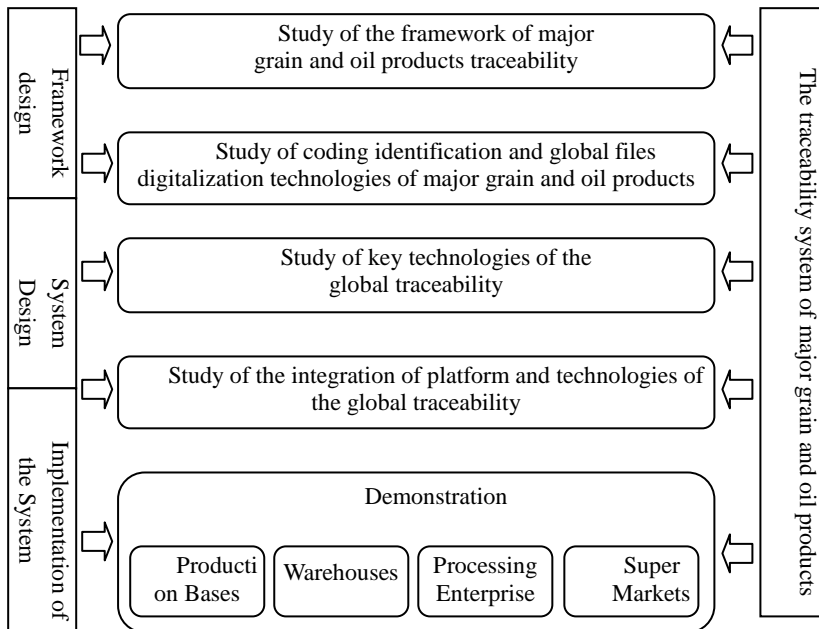 Framework
design
System
Design
Implementation of
the System
Study of the framework of major
grain and oil products traceability
Study of coding identification and global files
digitalization technologies of major grain and oil products
Study of key technologies of the
global traceability
Study of the integration of platform and technologies of
the global traceability
Demonstration
Producti
on Bases
Warehouses
Processing
Enterprise
Super
Markets
The traceability system of major grain and oil products